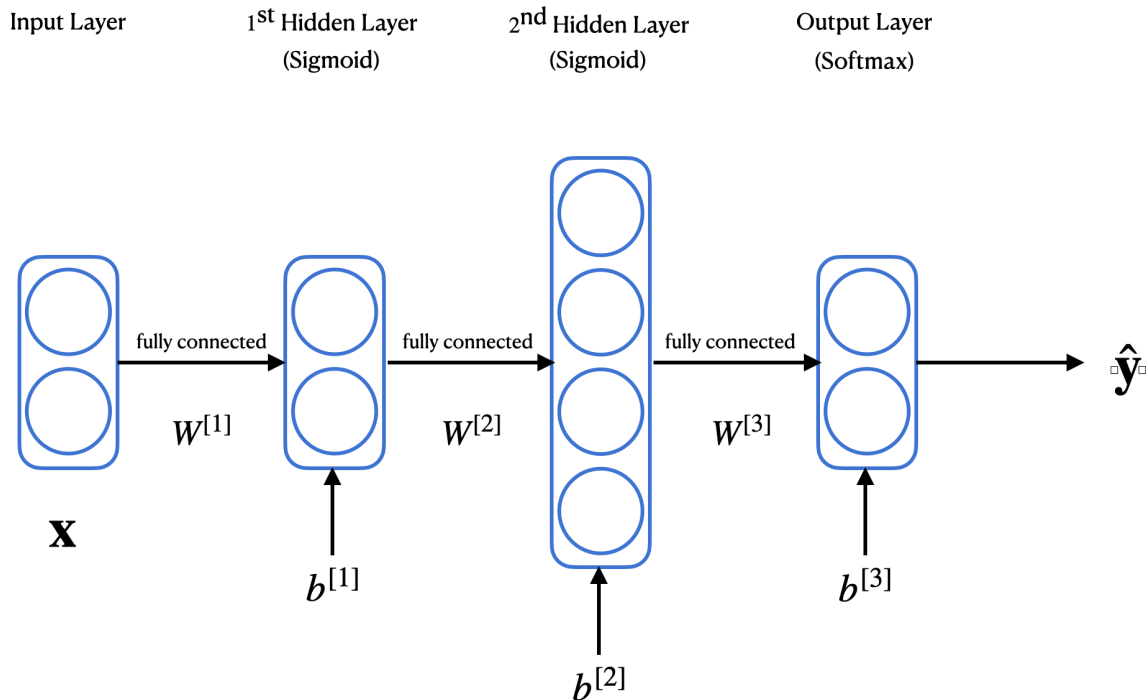 Input Layer
1st Hidden Layer
(Sigmoid)
2nd Hidden Layer
(Sigmoid)
Output Layer
(Softmax)
fully connected
fully connected
fully connected
W[1]
W[2]
W[3]
ŷ
x
b[1]
b[2]
b[3]